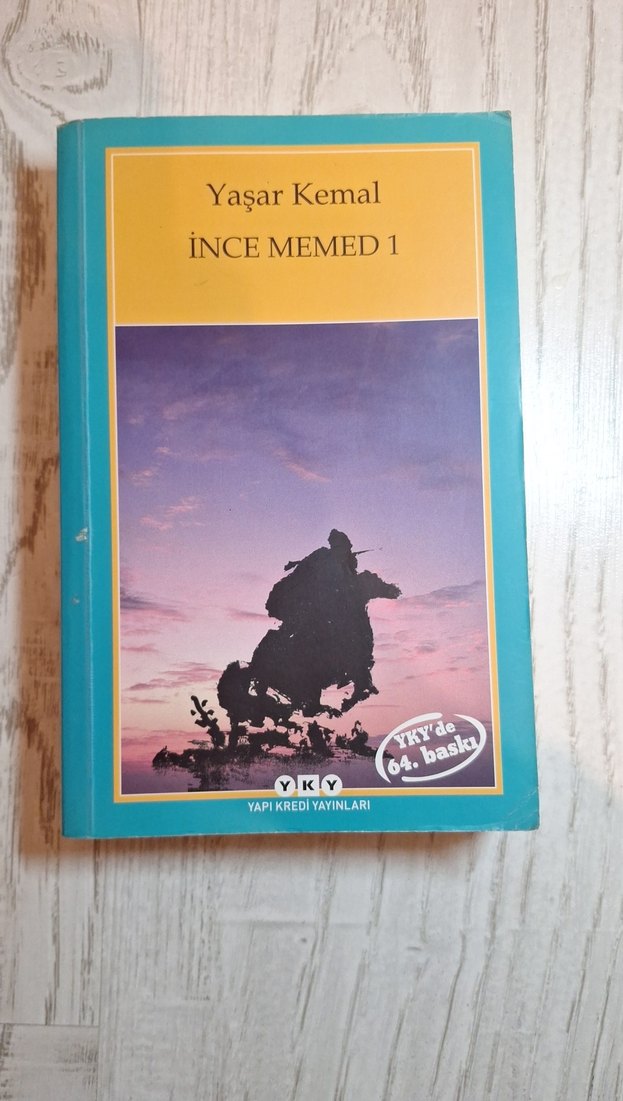 Yaşar Kemal
İNCE MEMED 1
YKY'de
64. baskı
YKY
YAPI KREDİ YAYINLARI